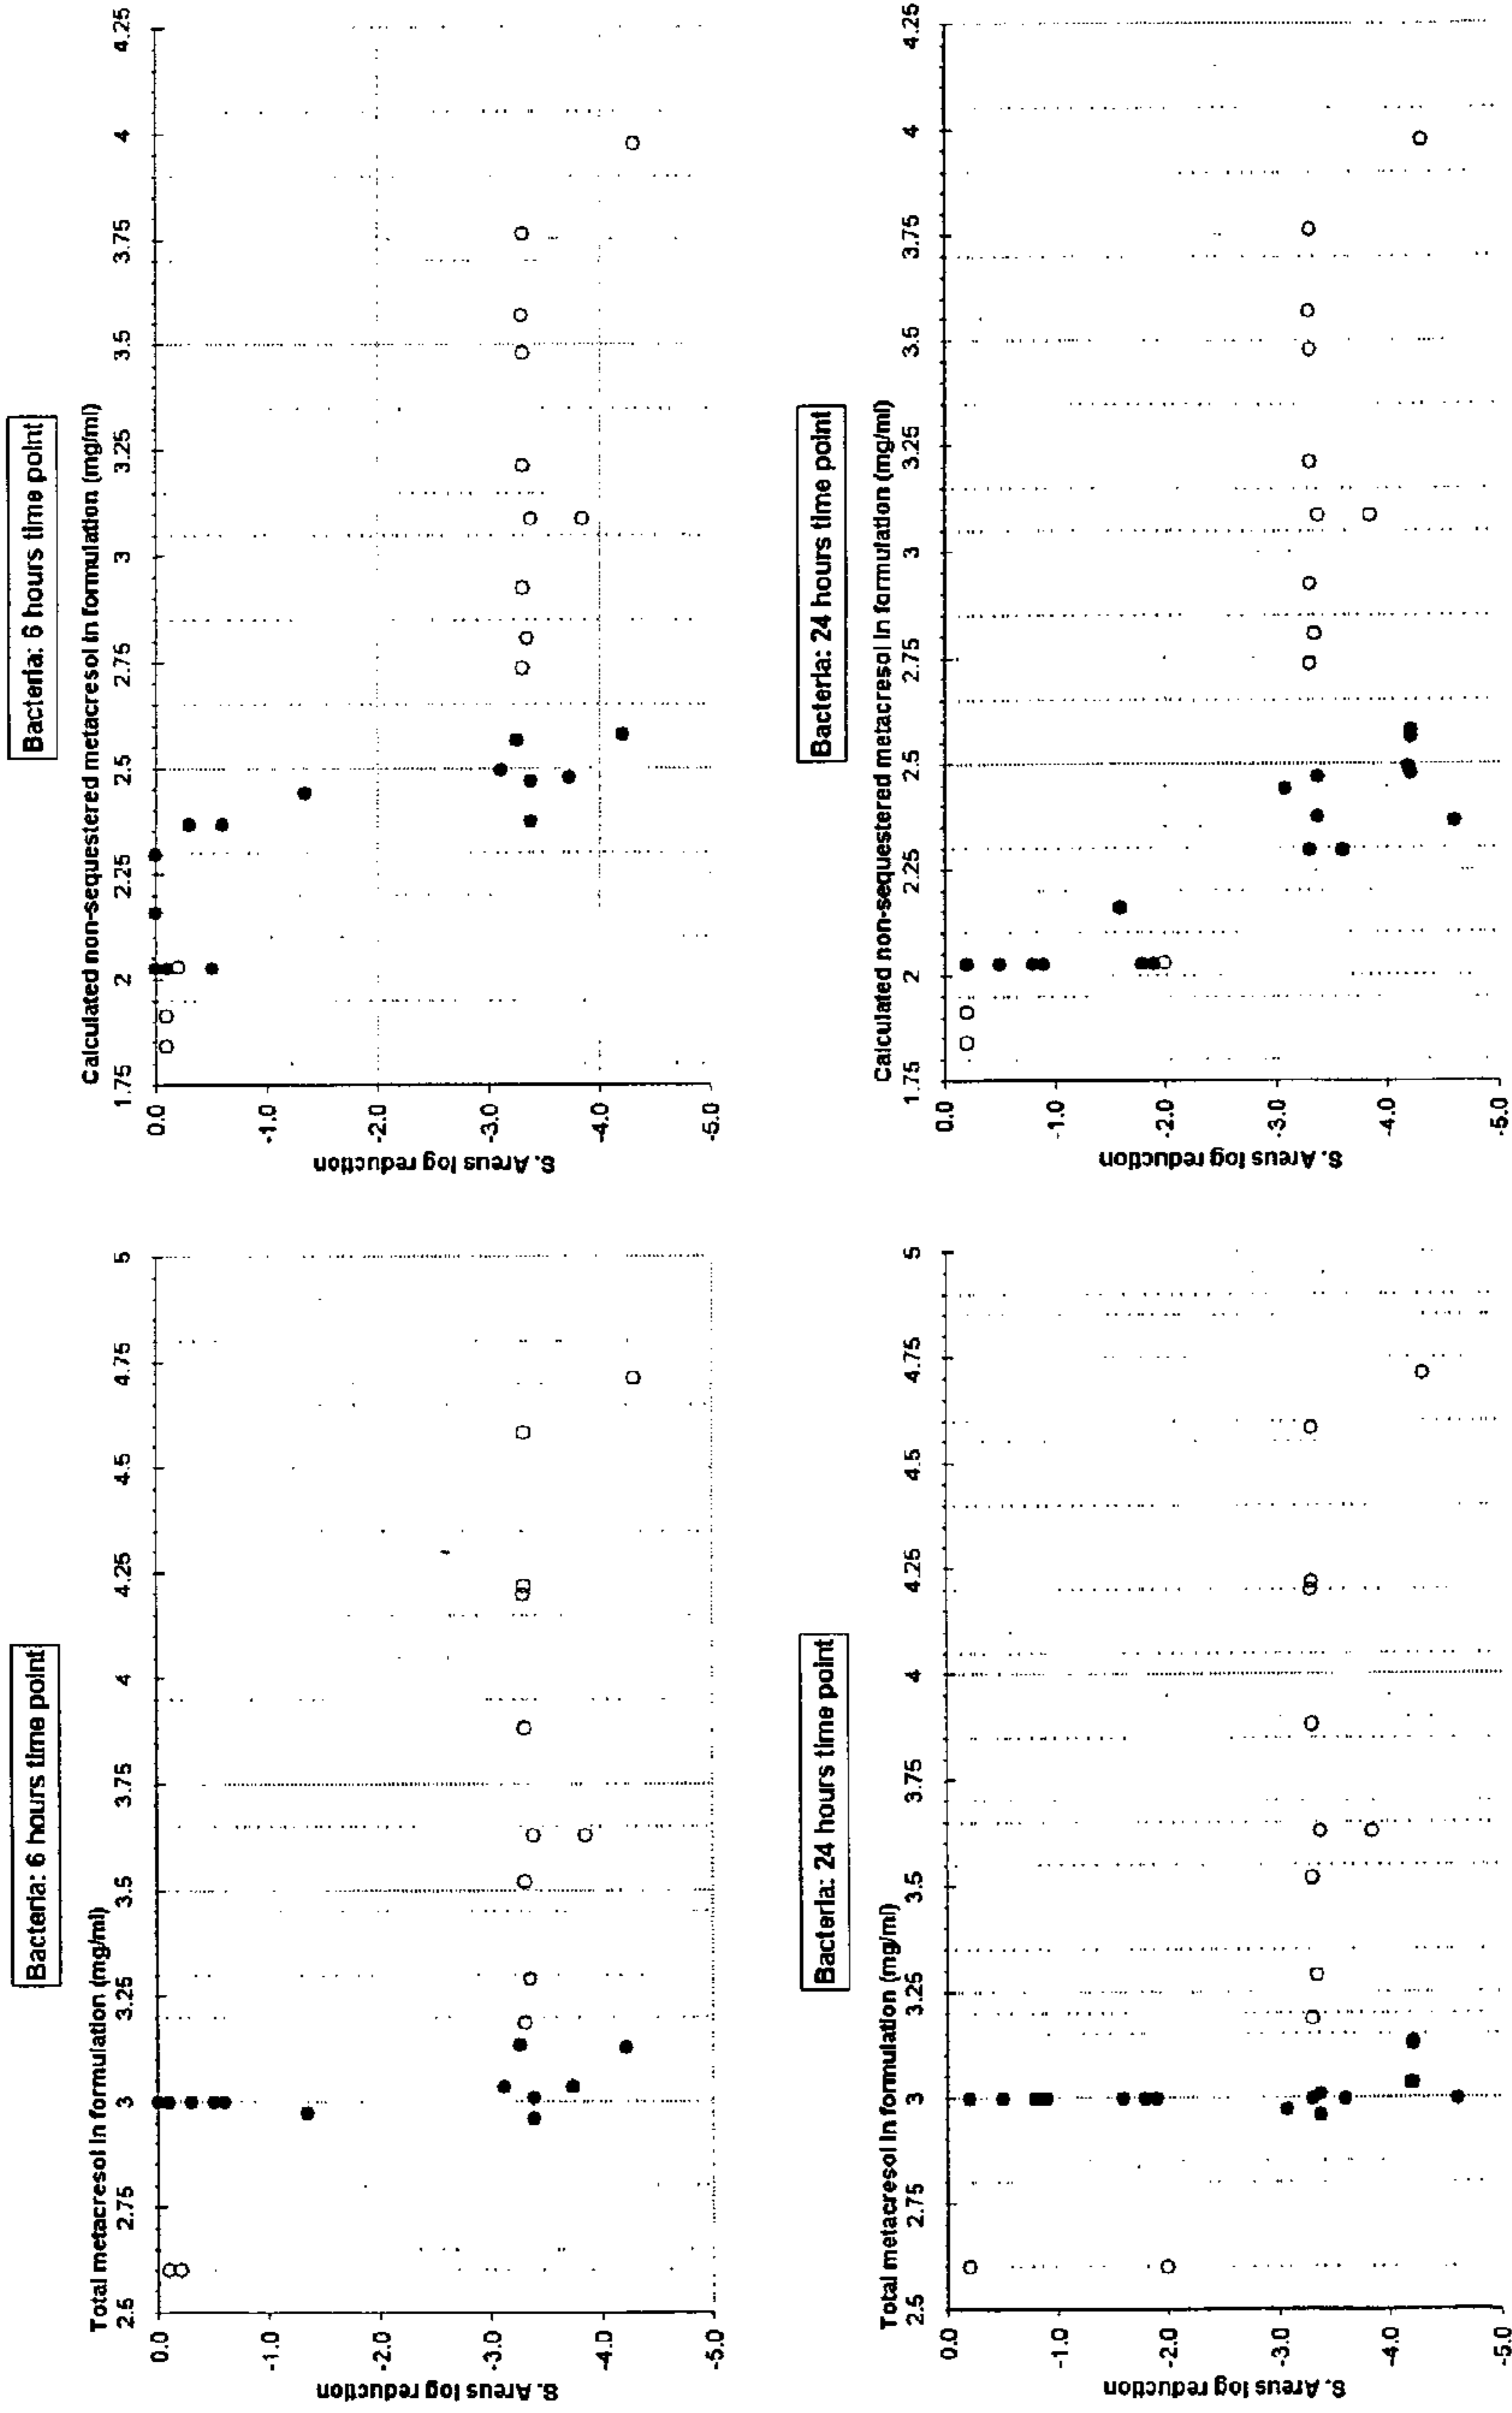 Bacteria: 6 hours time point
Total metacresol in formulation (mg/ml)
2.5 2.75 3 3.25 3.5 3.75 4 4.25 4.5 4.75 5
0.0
-1.0
-2.0
-3.0
-4.0
-5.0
S. Areus log reduction
Bacteria: 6 hours time point
Calculated non-sequestered metacresol in formulation (mg/ml)
1.75 2 2.25 2.5 2.75 3 3.25 3.5 3.75 4 4.25
0.0
-1.0
-2.0
-3.0
-4.0
-5.0
S. Areus log reduction
Bacteria: 24 hours time point
Total metacresol in formulation (mg/ml)
2.5 2.75 3 3.25 3.5 3.75 4 4.25 4.5 4.75 5
0.0
-1.0
-2.0
-3.0
-4.0
-5.0
S. Areus log reduction
Bacteria: 24 hours time point
Calculated non-sequestered metacresol in formulation (mg/ml)
1.75 2 2.25 2.5 2.75 3 3.25 3.5 3.75 4 4.25
0.0
-1.0
-2.0
-3.0
-4.0
-5.0
S. Areus log reduction